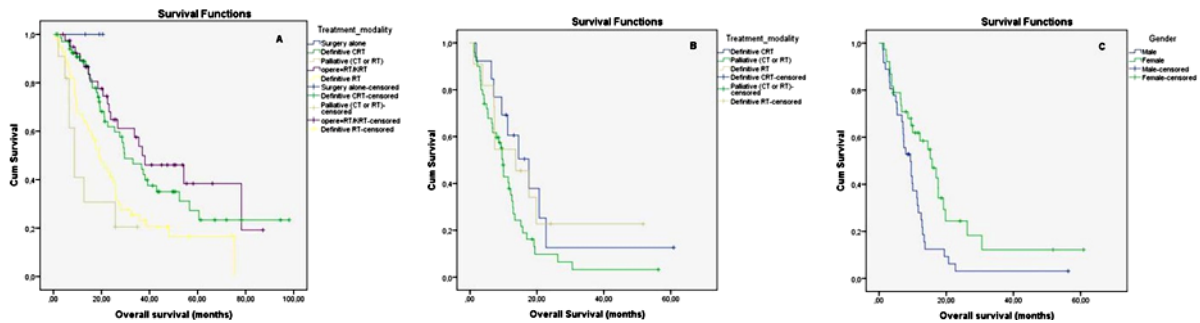 Survival Functions
A
Treatment_modality
Surgery alone
Definitive CRT
Palliative (CT or RT)
opere+RT/KRT
Definitive RT
Surgery alone-censored
Definitive CRT-censored
Palliative (CT or RT)-
censored
opere+RT/KRT-censored
Definitive RT-censored
Cum Survival
1,0
0,8
0,6
0,4
0,2
0,0
,00
20,00
40,00
60,00
80,00
100,00
Overall survival (months)
Survival Functions
B
Treatment_modality
Definitive CRT
Palliative (CT or RT)
Definitive RT
Definitive CRT-censored
Palliative (CT or RT)-
censored
Definitive RT-censored
Cum Survival
1,0
0,8
0,6
0,4
0,2
0,0
,00
20,00
40,00
60,00
Overall Survival (months)
Survival Functions
C
Gender
Male
Female
Male-censored
Female-censored
Cum Survival
1,0
0,8
0,6
0,4
0,2
0,0
,00
20,00
40,00
60,00
Overall survival (months)